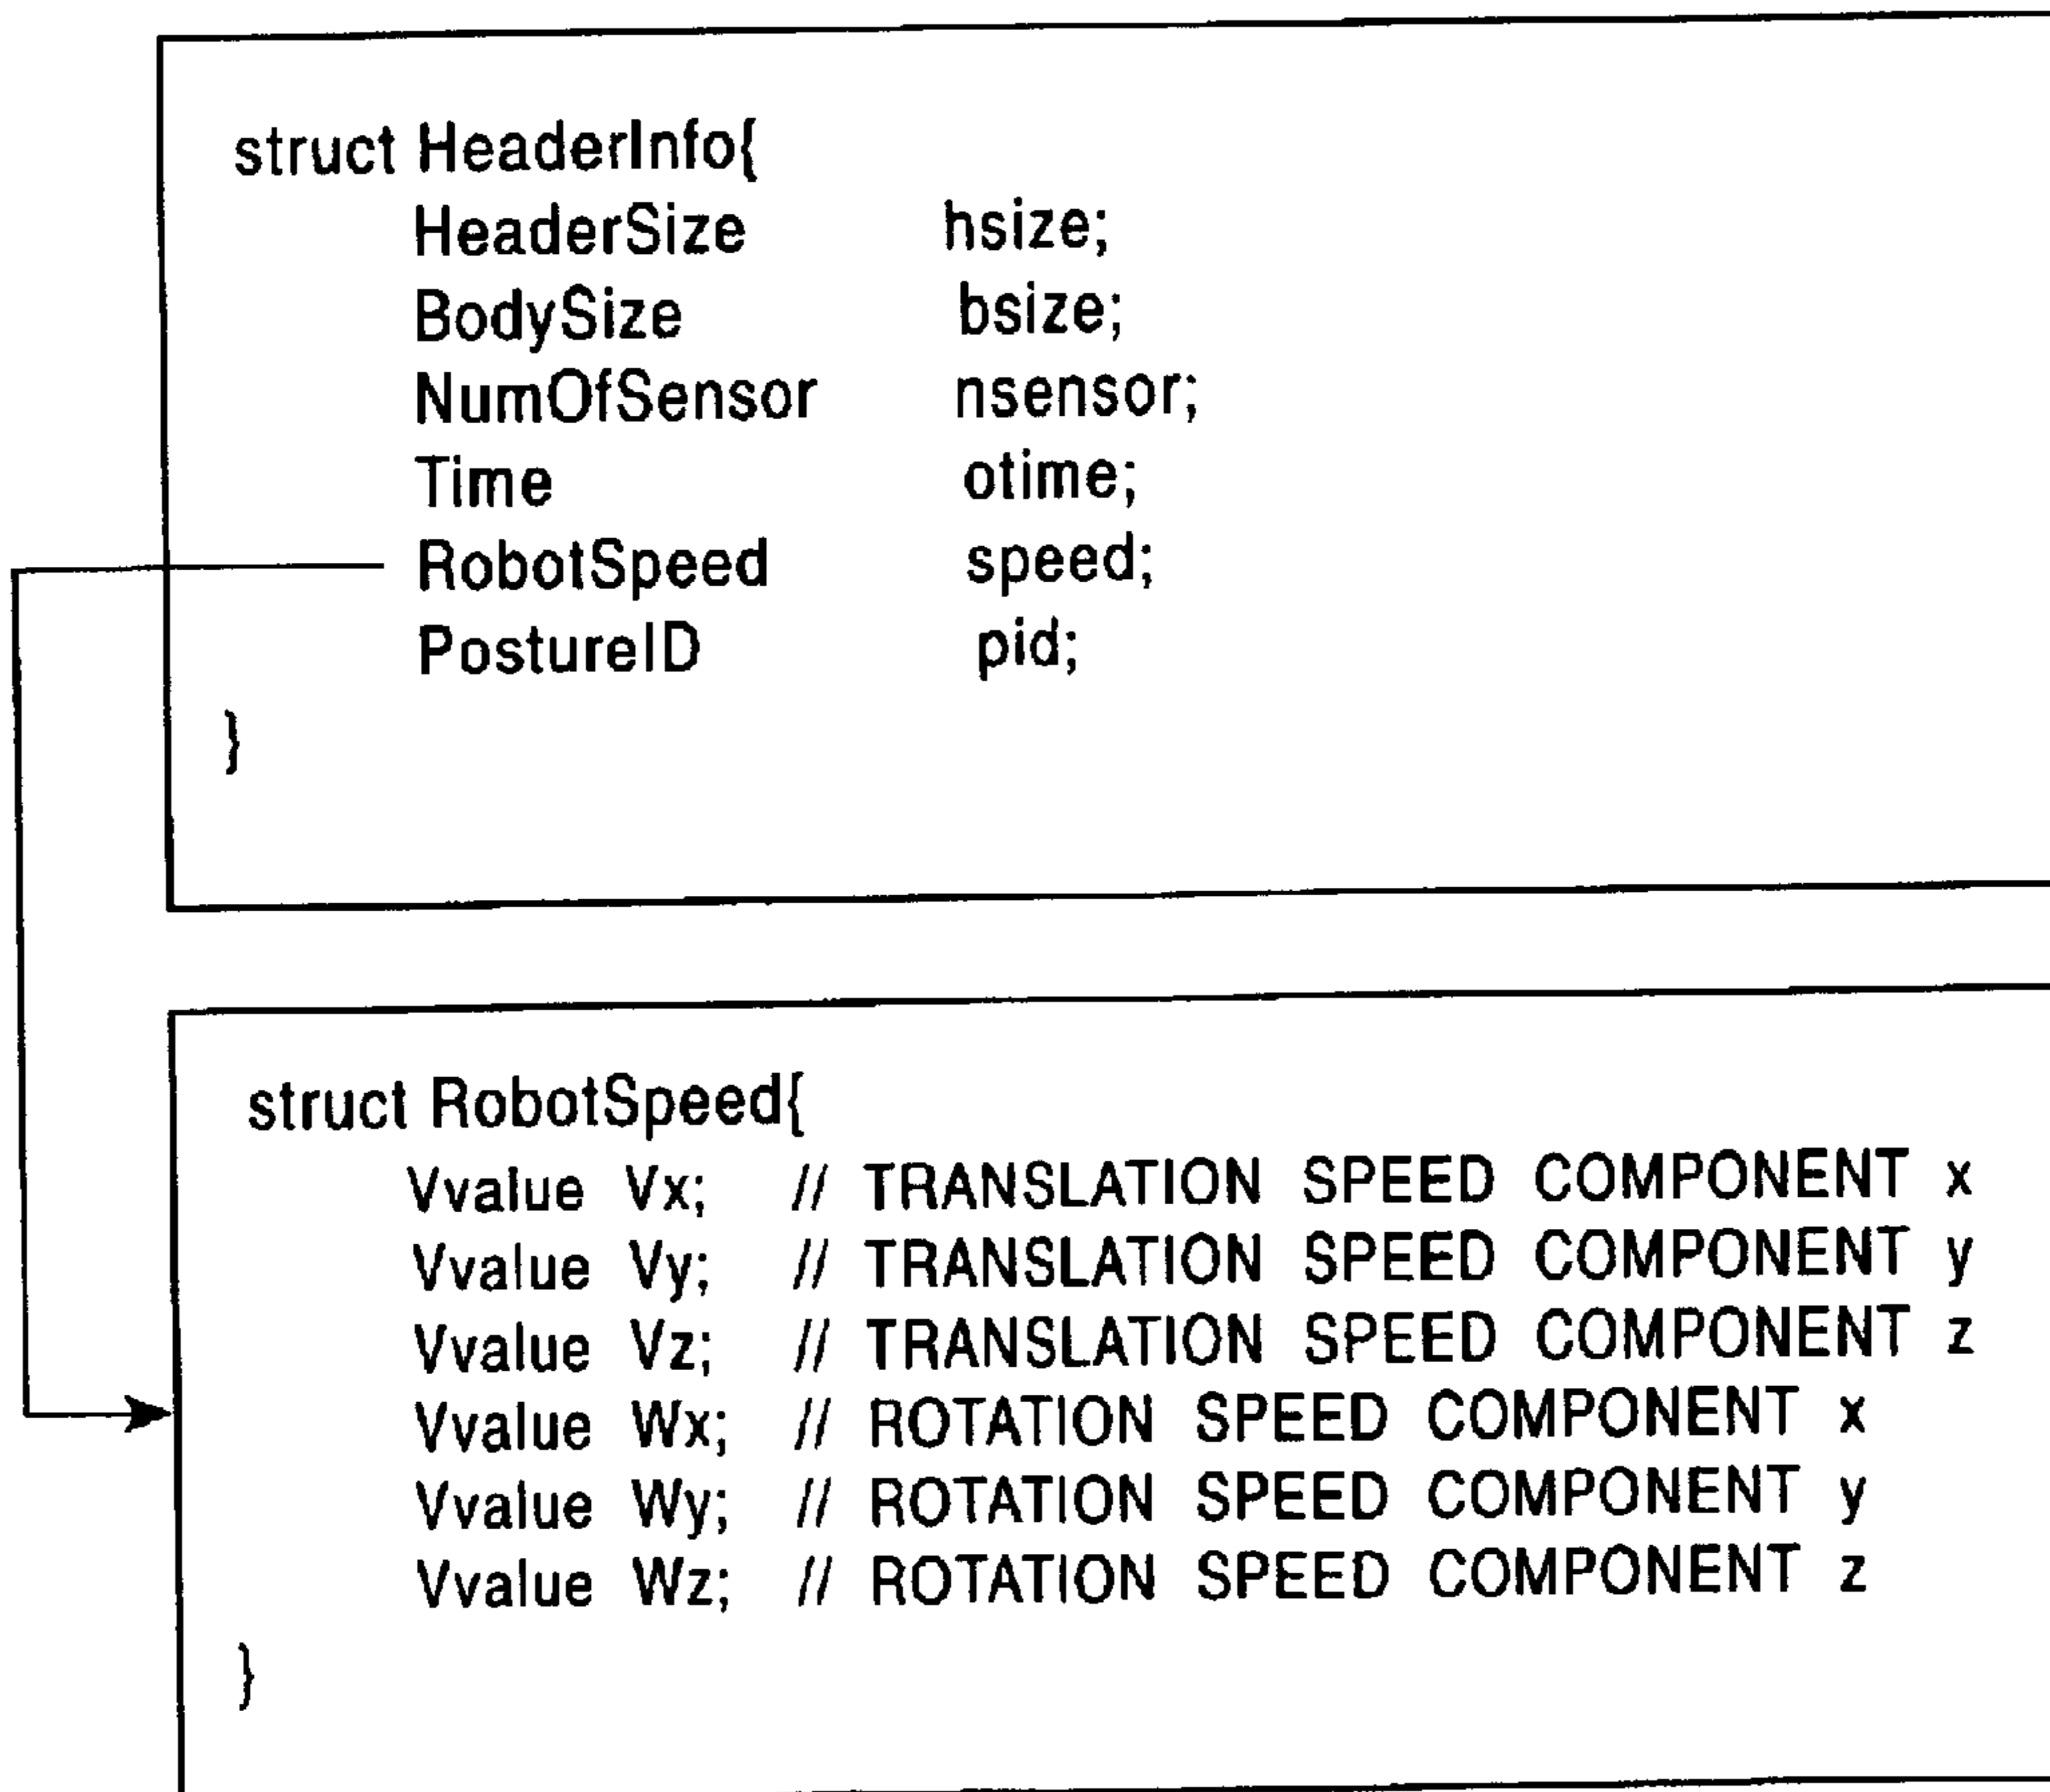 struct HeaderInfo{
HeaderSize hsize;
BodySize bsize;
NumOfSensor nsensor;
Time otime;
RobotSpeed speed;
PostureID pid;
}
struct RobotSpeed{
Vvalue Vx; // TRANSLATION SPEED COMPONENT x
Vvalue Vy; // TRANSLATION SPEED COMPONENT y
Vvalue Vz; // TRANSLATION SPEED COMPONENT z
Vvalue Wx; // ROTATION SPEED COMPONENT x
Vvalue Wy; // ROTATION SPEED COMPONENT y
Vvalue Wz; // ROTATION SPEED COMPONENT z
}